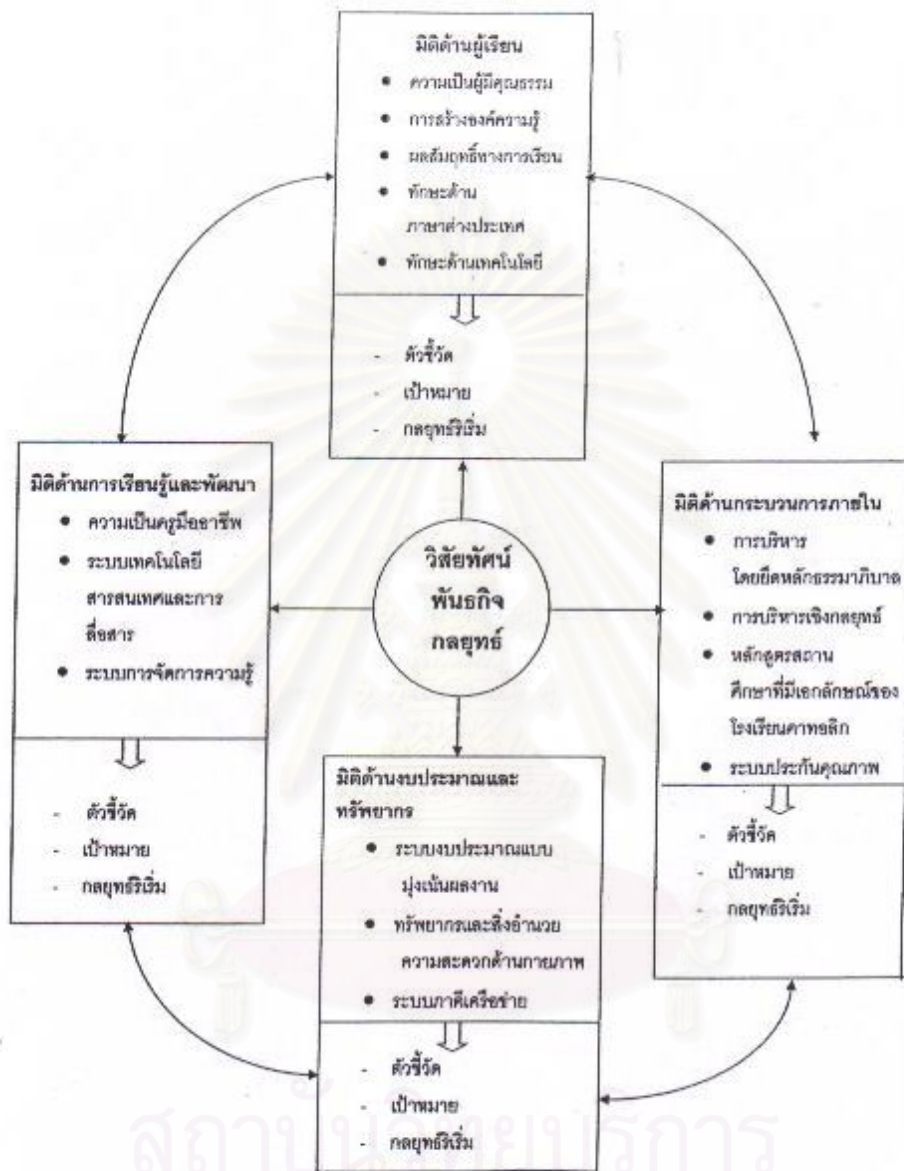 มิติด้านผู้เรียน
● ความเป็นผู้มีคุณธรรม
● การสร้างองค์ความรู้
● ผลสัมฤทธิ์ทางการเรียน
● ทักษะด้าน
ภาษาต่างประเทศ
● ทักษะด้านเทคโนโลยี
- ตัวชี้วัด
- เป้าหมาย
- กลยุทธ์ริเริ่ม
มิติด้านการเรียนรู้และพัฒนา
● ความเป็นครูมืออาชีพ
● ระบบเทคโนโลยี
สารสนเทศและการ
สื่อสาร
● ระบบการจัดการความรู้
- ตัวชี้วัด
- เป้าหมาย
- กลยุทธ์ริเริ่ม
วิสัยทัศน์
พันธกิจ
กลยุทธ์
มิติด้านกระบวนการภายใน
● การบริหาร
โดยยึดหลักธรรมาภิบาล
● การบริหารเชิงกลยุทธ์
● หลักสูตรสถาน
ศึกษาที่มีเอกลักษณ์ของ
โรงเรียนคาทอลิก
● ระบบประกันคุณภาพ
- ตัวชี้วัด
- เป้าหมาย
- กลยุทธ์ริเริ่ม
มิติด้านงบประมาณและ
ทรัพยากร
● ระบบงบประมาณแบบ
มุ่งเน้นผลงาน
● ทรัพยากรและสิ่งอำนวย
ความสะดวกด้านกายภาพ
● ระบบภาคีเครือข่าย
- ตัวชี้วัด
- เป้าหมาย
- กลยุทธ์ริเริ่ม
สถาบันวิทยบริการ